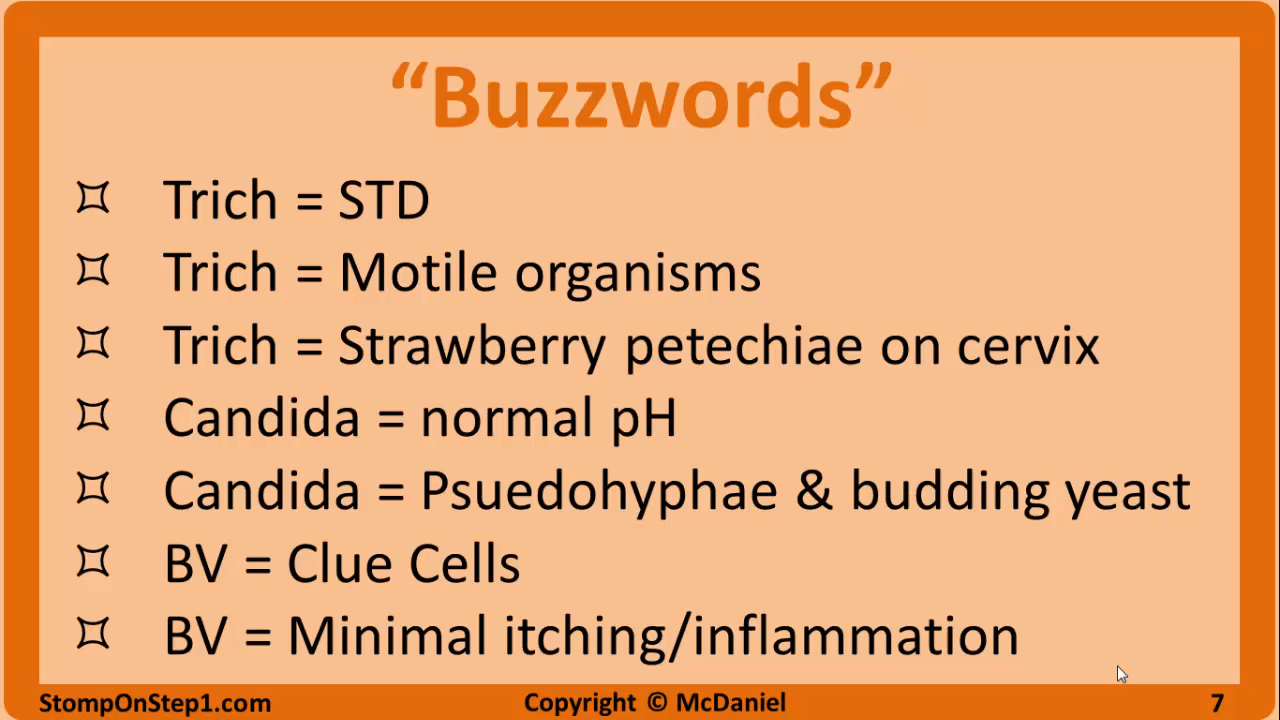 “Buzzwords”
Trich = STD
Trich = Motile organisms
Trich = Strawberry petechiae on cervix
Candida = normal pH
Candida = Psuedohyphae & budding yeast
BV = Clue Cells
BV = Minimal itching/inflammation
StompOnStep1.com Copyright © McDaniel 7